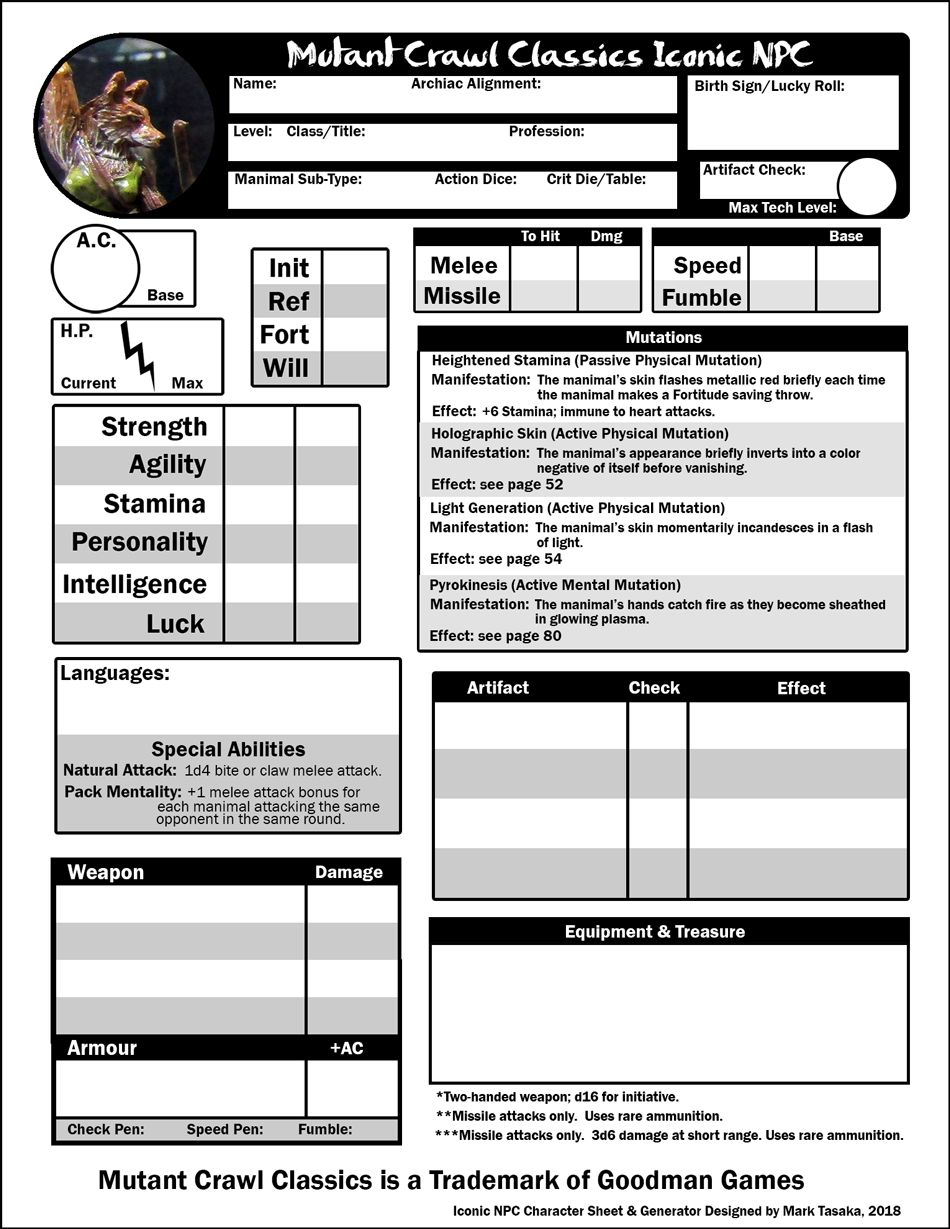 Mutant Crawl Classics Iconic NPC
Name: Archiac Alignment:
Birth Sign/Lucky Roll:
Level: Class/Title: Profession:
Manimal Sub-Type: Action Dice: Crit Die/Table:
Artifact Check:
Max Tech Level:
A.C.
Base
H.P.
Current Max
Init
Ref
Fort
Will
To Hit Dmg
Melee
Missile
Base
Speed
Fumble
Strength
Agility
Stamina
Personality
Intelligence
Luck
Mutations
Heightened Stamina (Passive Physical Mutation)
Manifestation: The manimal's skin flashes metallic red briefly each time
the manimal makes a Fortitude saving throw.
Effect: +6 Stamina; immune to heart attacks.
Holographic Skin (Active Physical Mutation)
Manifestation: The manimal's appearance briefly inverts into a color
negative of itself before vanishing.
Effect: see page 52
Light Generation (Active Physical Mutation)
Manifestation: The manimal's skin momentarily incandesces in a flash
of light.
Effect: see page 54
Pyrokinesis (Active Mental Mutation)
Manifestation: The manimal's hands catch fire as they become sheathed
in glowing plasma.
Effect: see page 80
Languages:
Special Abilities
Natural Attack: 1d4 bite or claw melee attack.
Pack Mentality: +1 melee attack bonus for
each manimal attacking the same
opponent in the same round.
Artifact Check Effect
Weapon Damage
Armour +AC
Check Pen: Speed Pen: Fumble:
Equipment & Treasure
*Two-handed weapon; d16 for initiative.
**Missile attacks only. Uses rare ammunition.
***Missile attacks only. 3d6 damage at short range. Uses rare ammunition.
Mutant Crawl Classics is a Trademark of Goodman Games
Iconic NPC Character Sheet & Generator Designed by Mark Tasaka, 2018